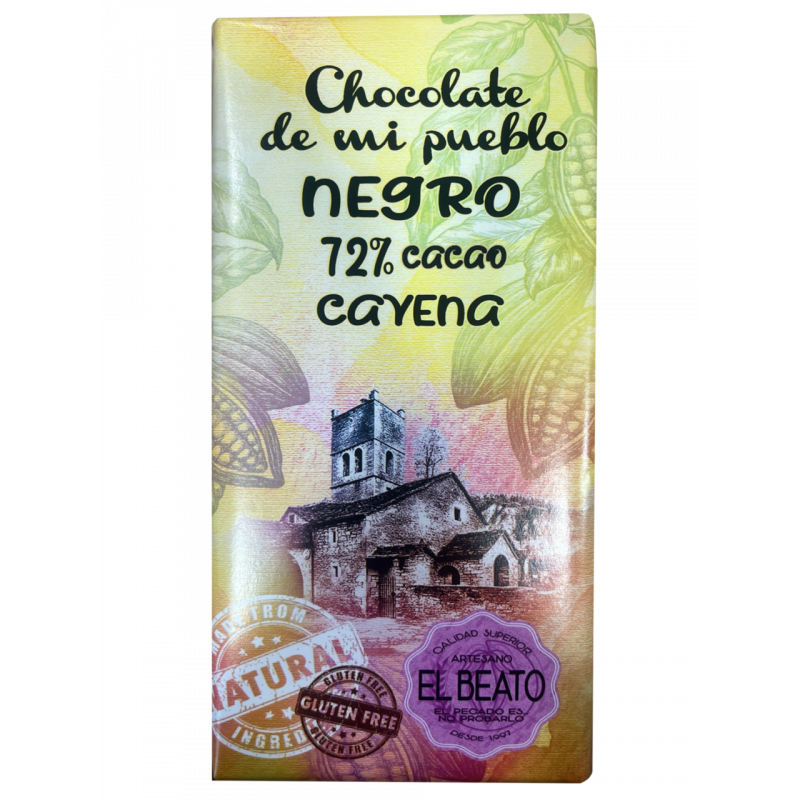 Chocolate
de mi pueblo
NEGRO
72% cacao
CAYENA
MADE FROM
NATURAL
INGRED
GLUTEN FREE
GLUTEN FREE
GLUTEN FREE
CALIDAD SUPERIOR
ARTESANO
EL BEATO
EL PECADO ES...
NO PROBARLO
DESDE 1997